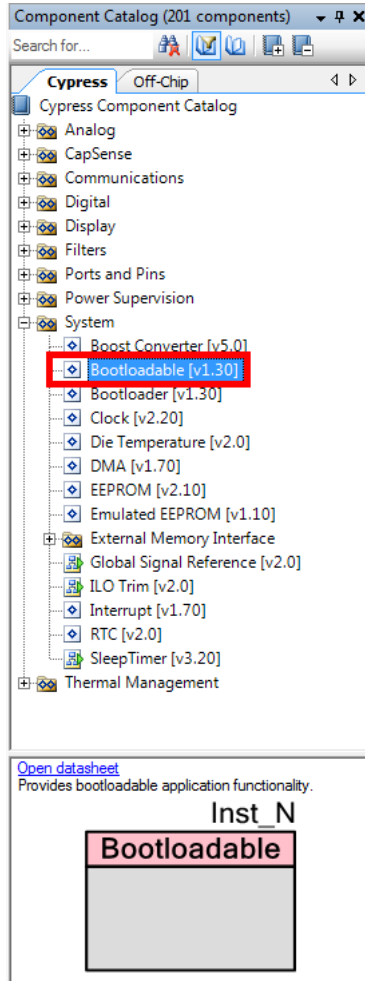 Component Catalog (201 components)
Search for...
Cypress Off-Chip
Cypress Component Catalog
Analog
CapSense
Communications
Digital
Display
Filters
Ports and Pins
Power Supervision
System
Boost Converter [v5.0]
Bootloadable [v1.30]
Bootloader [v1.30]
Clock [v2.20]
Die Temperature [v2.0]
DMA [v1.70]
EEPROM [v2.10]
Emulated EEPROM [v1.10]
External Memory Interface
Global Signal Reference [v2.0]
ILO Trim [v2.0]
Interrupt [v1.70]
RTC [v2.0]
SleepTimer [v3.20]
Thermal Management
Open datasheet
Provides bootloadable application functionality.
Inst_N
Bootloadable